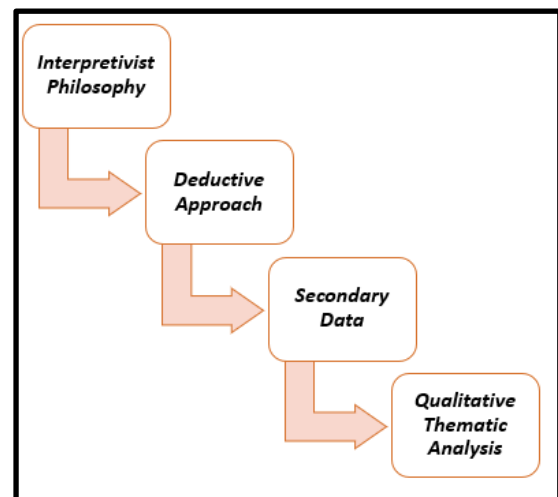 Interpretivist
Philosophy
Deductive
Approach
Secondary
Data
Qualitative
Thematic
Analysis